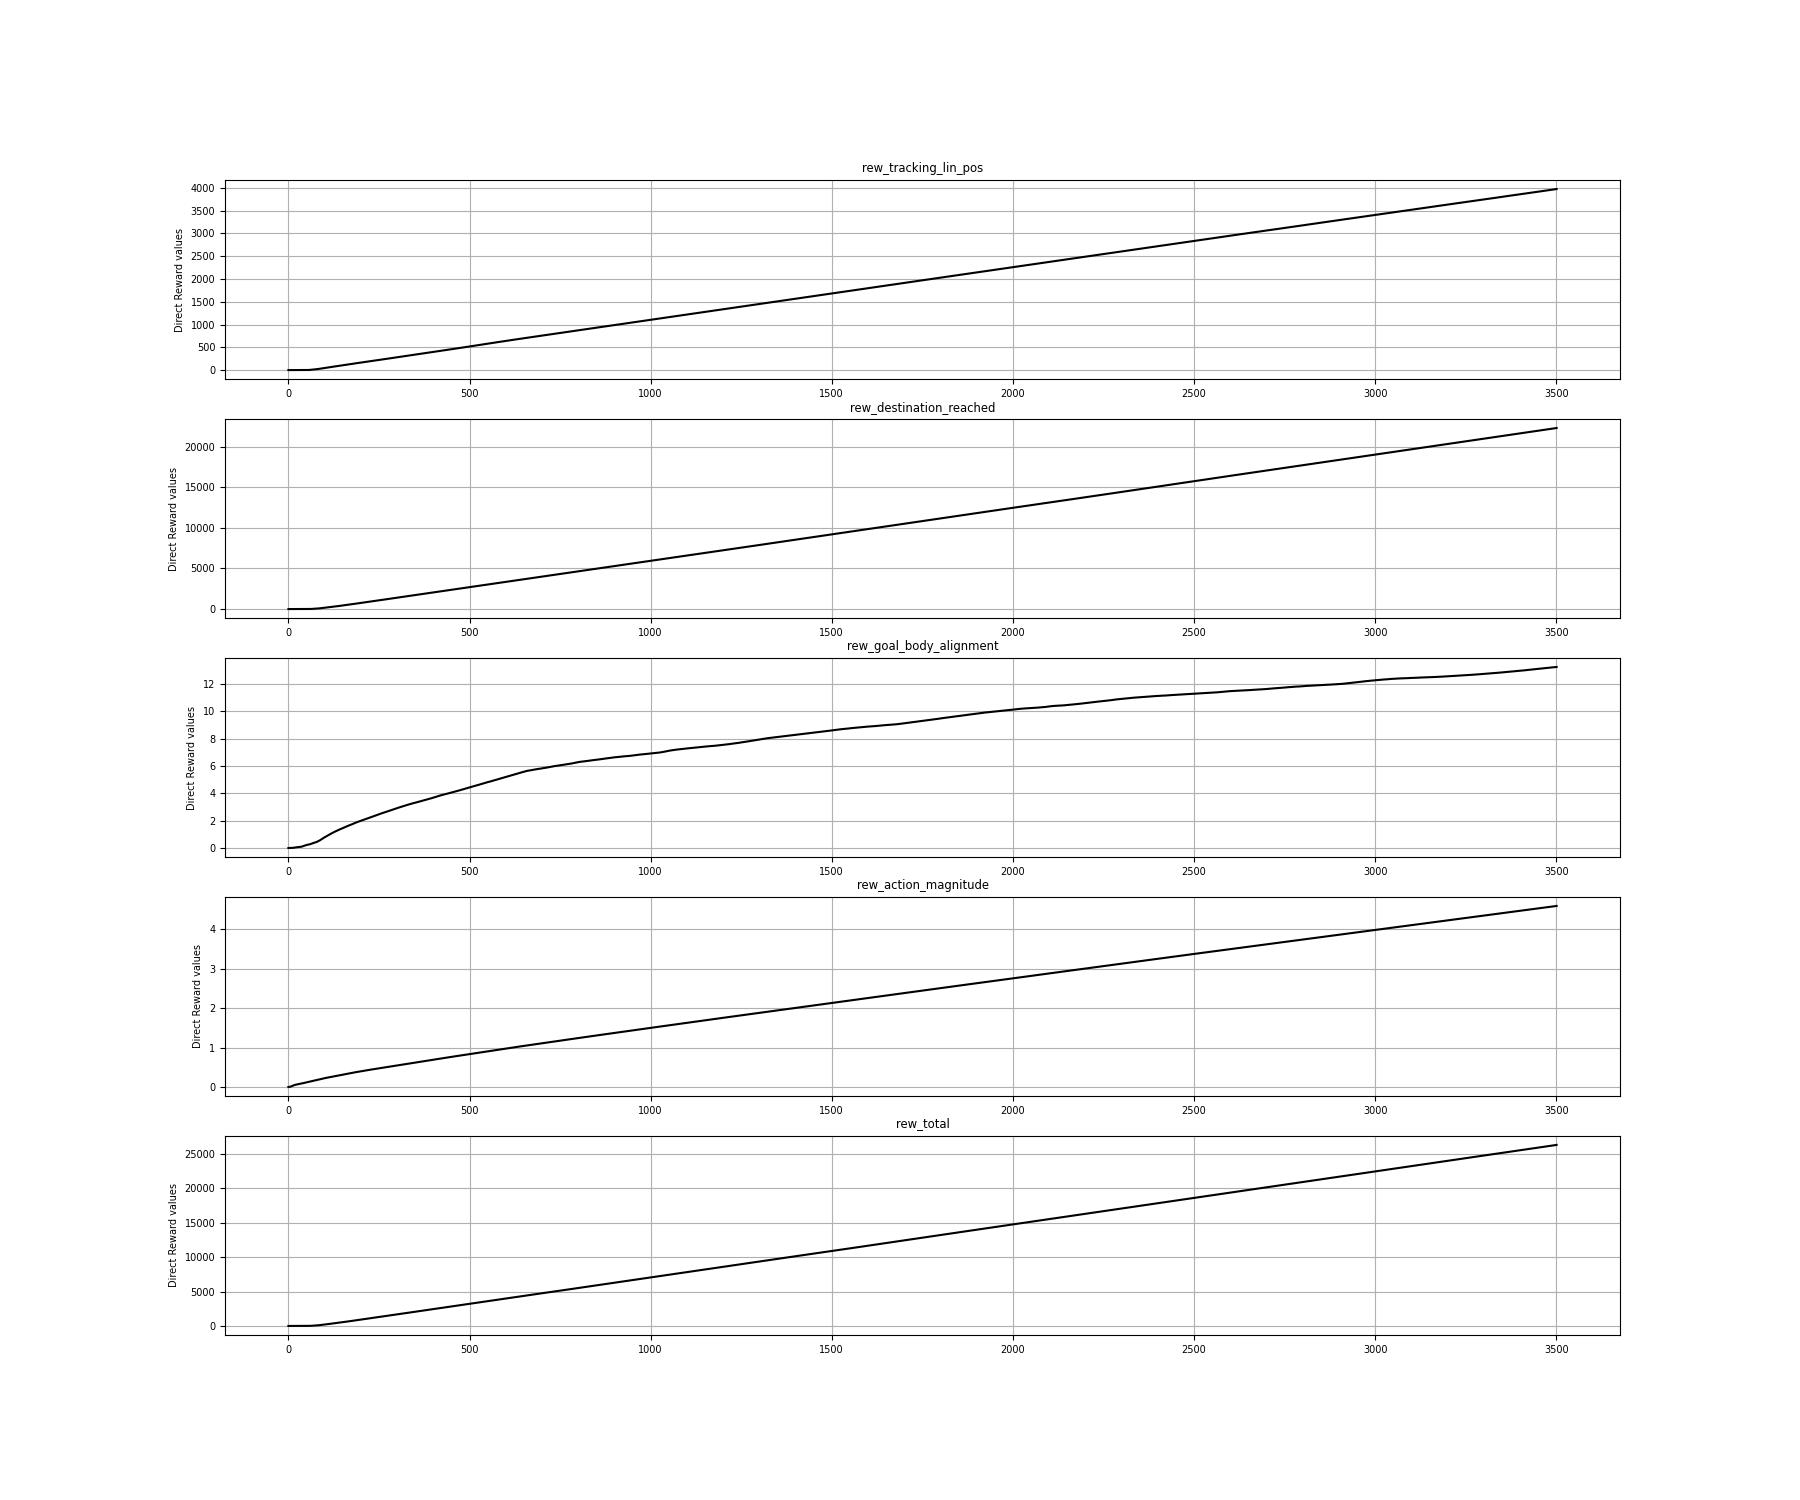 rew_tracking_lin_pos
Direct Reward values
4000
3500
3000
2500
2000
1500
1000
500
0
0 500 1000 1500 2000 2500 3000 3500
rew_destination_reached
Direct Reward values
20000
15000
10000
5000
0
0 500 1000 1500 2000 2500 3000 3500
rew_goal_body_alignment
Direct Reward values
12
10
8
6
4
2
0
0 500 1000 1500 2000 2500 3000 3500
rew_action_magnitude
Direct Reward values
4
3
2
1
0
0 500 1000 1500 2000 2500 3000 3500
rew_total
Direct Reward values
25000
20000
15000
10000
5000
0
0 500 1000 1500 2000 2500 3000 3500